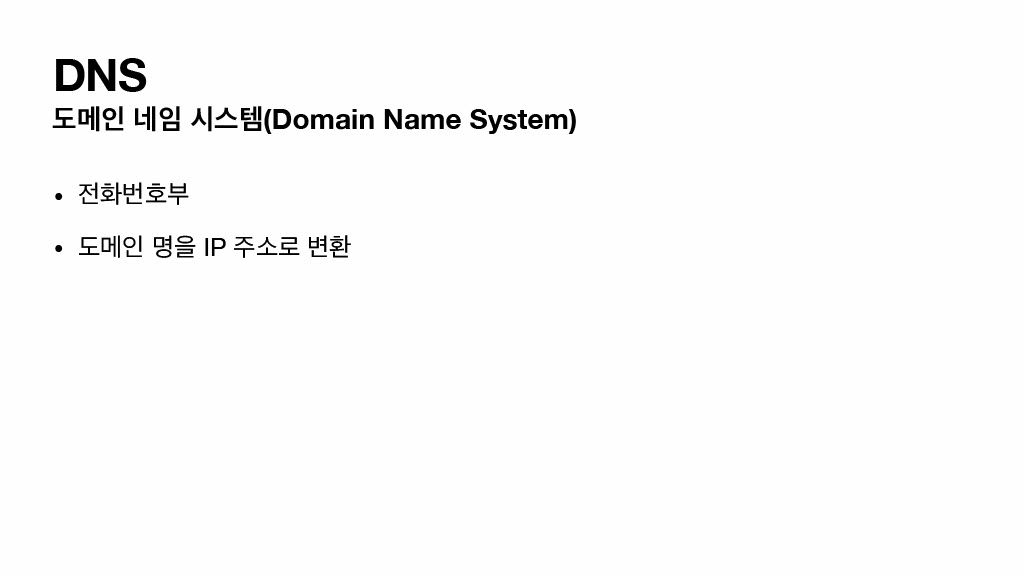 DNS
도메인 네임 시스템(Domain Name System)
• 전화번호부
• 도메인 명을 IP 주소로 변환